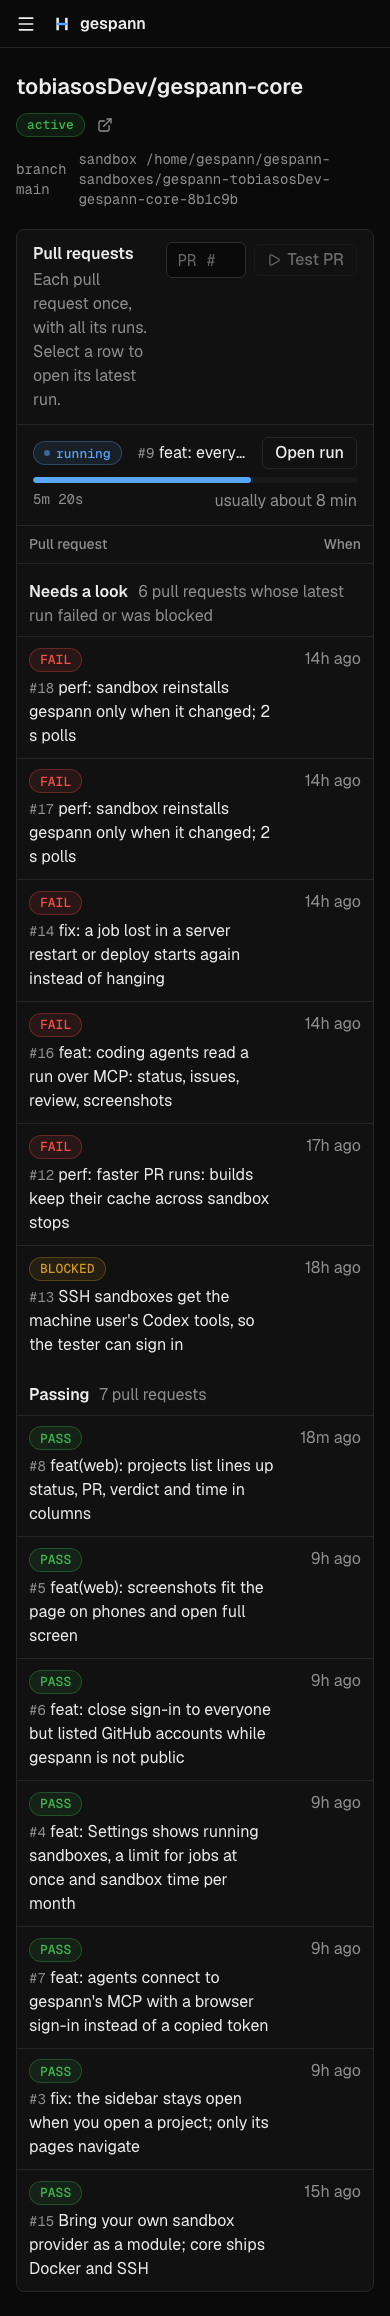 gespann
tobiasosDev/gespann-core
active
branch main
sandbox /home/gespann/gespann-
sandboxes/gespann-tobiasosDev-
gespann-core-8b1c9b
Pull requests
Each pull
request once,
with all its runs.
Select a row to
open its latest
run.
PR #
Test PR
running #9 feat: every… Open run
5m 20s usually about 8 min
Pull request When
Needs a look 6 pull requests whose latest
run failed or was blocked
FAIL 14h ago
#18 perf: sandbox reinstalls
gespann only when it changed; 2
s polls
FAIL 14h ago
#17 perf: sandbox reinstalls
gespann only when it changed; 2
s polls
FAIL 14h ago
#14 fix: a job lost in a server
restart or deploy starts again
instead of hanging
FAIL 14h ago
#16 feat: coding agents read a
run over MCP: status, issues,
review, screenshots
FAIL 17h ago
#12 perf: faster PR runs: builds
keep their cache across sandbox
stops
BLOCKED 18h ago
#13 SSH sandboxes get the
machine user's Codex tools, so
the tester can sign in
Passing 7 pull requests
PASS 18m ago
#8 feat(web): projects list lines up
status, PR, verdict and time in
columns
PASS 9h ago
#5 feat(web): screenshots fit the
page on phones and open full
screen
PASS 9h ago
#6 feat: close sign-in to everyone
but listed GitHub accounts while
gespann is not public
PASS 9h ago
#4 feat: Settings shows running
sandboxes, a limit for jobs at
once and sandbox time per
month
PASS 9h ago
#7 feat: agents connect to
gespann's MCP with a browser
sign-in instead of a copied token
PASS 9h ago
#3 fix: the sidebar stays open
when you open a project; only its
pages navigate
PASS 15h ago
#15 Bring your own sandbox
provider as a module; core ships
Docker and SSH